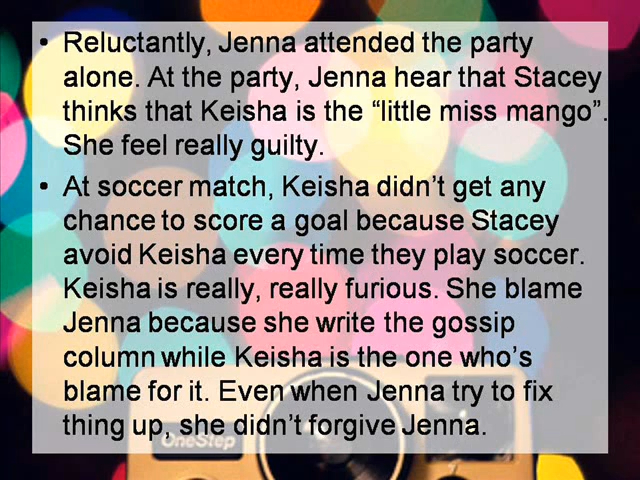 • Reluctantly, Jenna attended the party
alone. At the party, Jenna hear that Stacey
thinks that Keisha is the “little miss mango”.
She feel really guilty.
• At soccer match, Keisha didn’t get any
chance to score a goal because Stacey
avoid Keisha every time they play soccer.
Keisha is really, really furious. She blame
Jenna because she write the gossip
column while Keisha is the one who’s
blame for it. Even when Jenna try to fix
thing up, she didn’t forgive Jenna.
OneStep